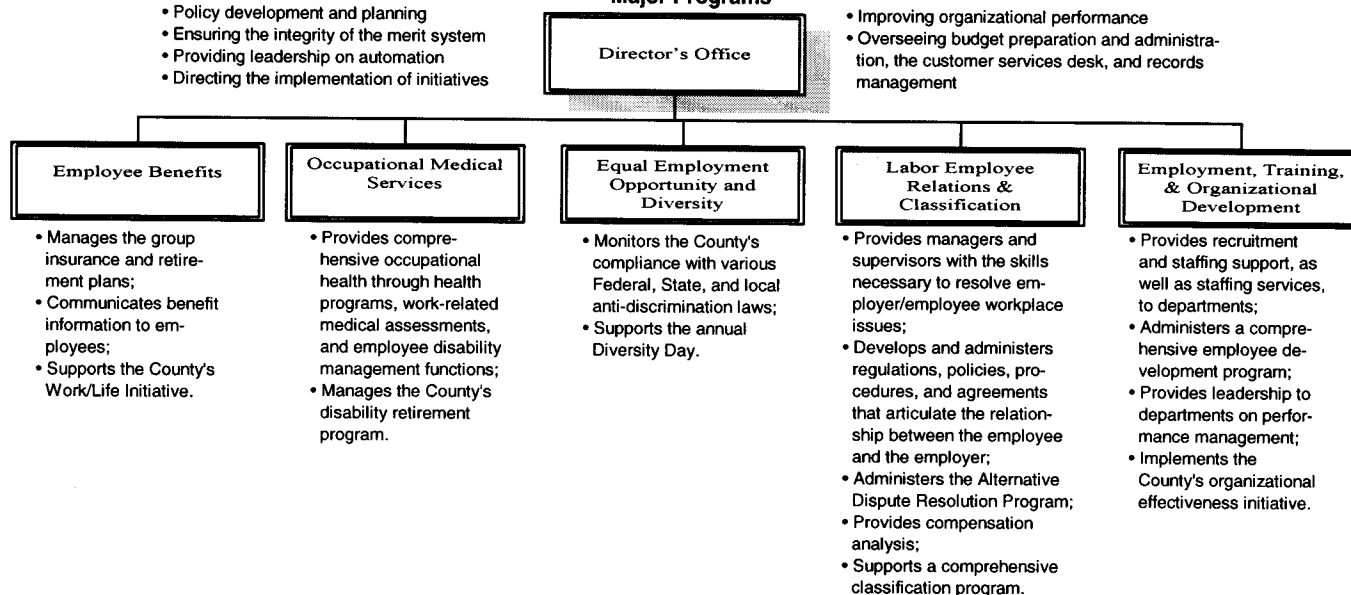 Major Programs
• Policy development and planning
• Ensuring the integrity of the merit system
• Providing leadership on automation
• Directing the implementation of initiatives
Director's Office
• Improving organizational performance
• Overseeing budget preparation and administra-
tion, the customer services desk, and records
management
Employee Benefits
• Manages the group
insurance and retire-
ment plans;
• Communicates benefit
information to em-
ployees;
• Supports the County's
Work/Life Initiative.
Occupational Medical
Services
• Provides compre-
hensive occupational
health through health
programs, work-related
medical assessments,
and employee disability
management functions;
• Manages the County's
disability retirement
program.
Equal Employment
Opportunity and
Diversity
• Monitors the County's
compliance with various
Federal, State, and local
anti-discrimination laws;
• Supports the annual
Diversity Day.
Labor Employee
Relations &
Classification
• Provides managers and
supervisors with the skills
necessary to resolve em-
ployer/employee workplace
issues;
• Develops and administers
regulations, policies, pro-
cedures, and agreements
that articulate the relation-
ship between the employee
and the employer;
• Administers the Alternative
Dispute Resolution Program;
• Provides compensation
analysis;
• Supports a comprehensive
classification program.
Employment, Training,
& Organizational
Development
• Provides recruitment
and staffing support, as
well as staffing services,
to departments;
• Administers a compre-
hensive employee de-
velopment program;
• Provides leadership to
departments on perfor-
mance management;
• Implements the
County's organizational
effectiveness initiative.